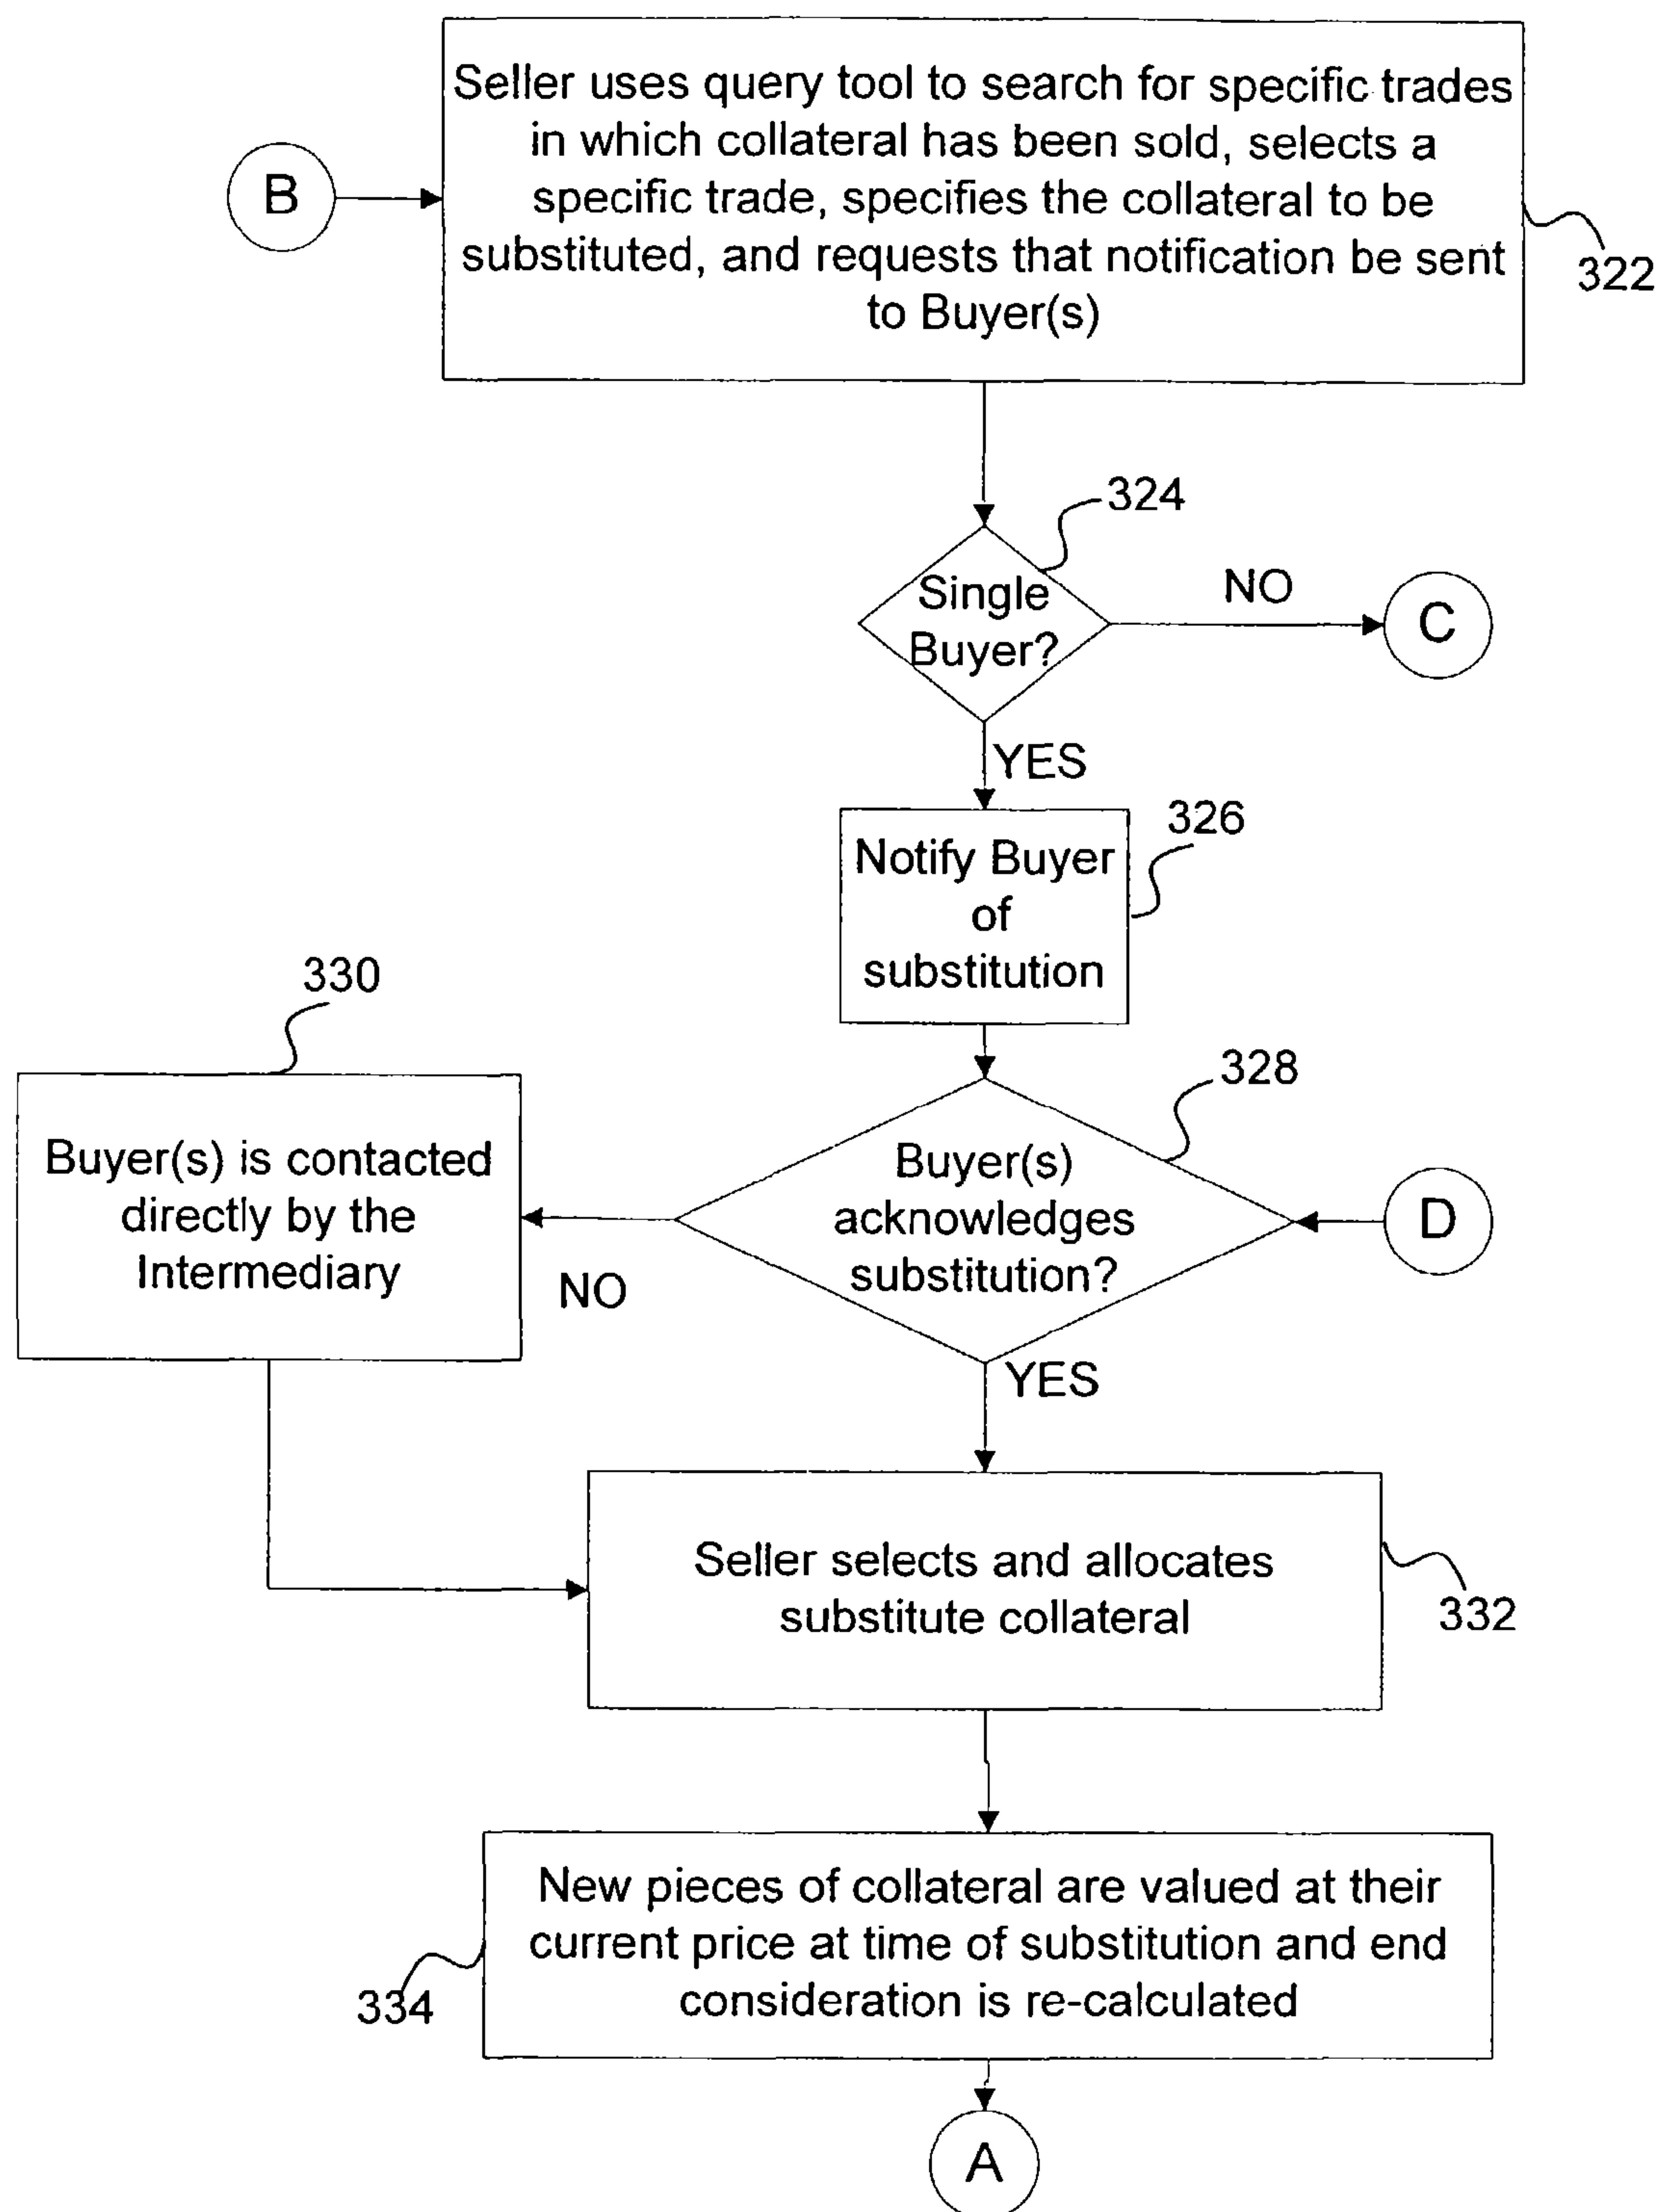 Seller uses query tool to search for specific trades
in which collateral has been sold, selects a
specific trade, specifies the collateral to be
substituted, and requests that notification be sent
to Buyer(s)
B
322
324
Single
Buyer?
NO
C
YES
326
Notify Buyer
of
substitution
330
328
Buyer(s) is contacted
directly by the
Intermediary
Buyer(s)
acknowledges
substitution?
D
NO
YES
Seller selects and allocates
substitute collateral
332
New pieces of collateral are valued at their
current price at time of substitution and end
consideration is re-calculated
334
A